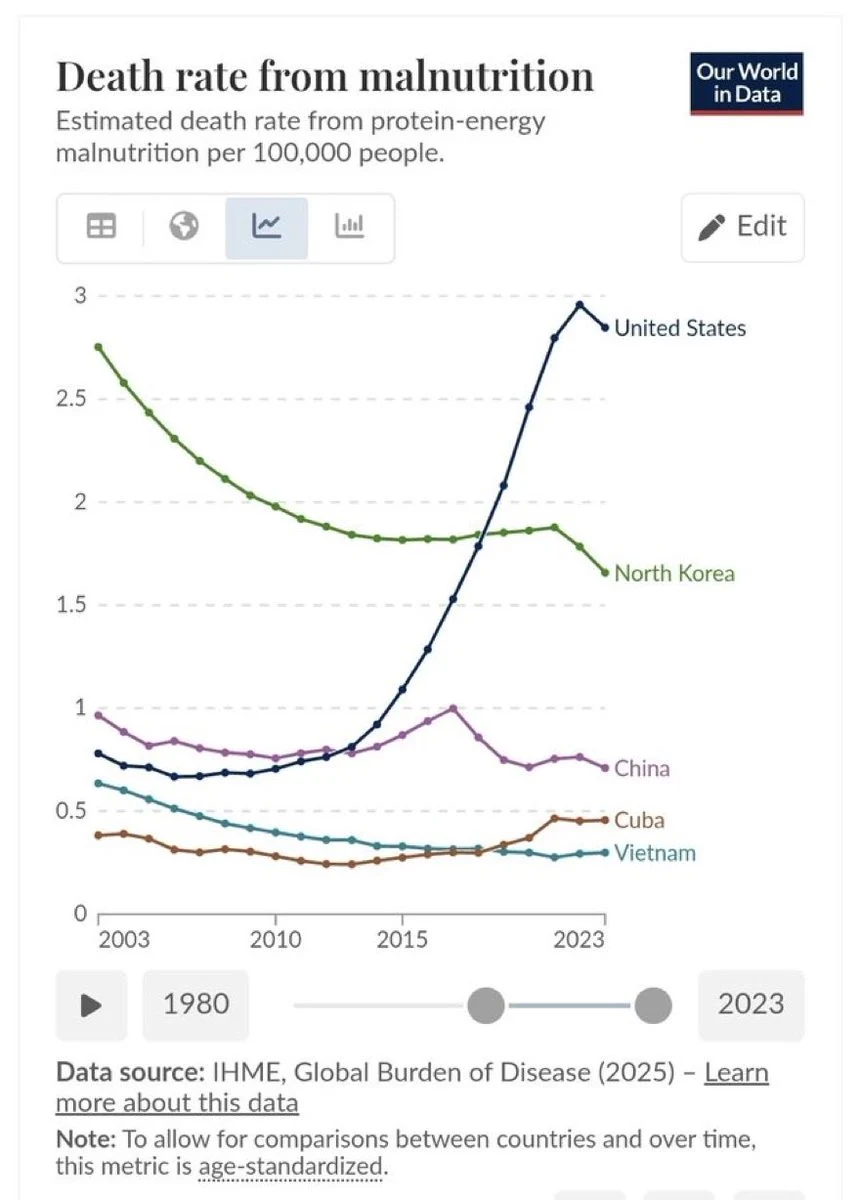 Death rate from malnutrition
Our World
in Data
Estimated death rate from protein-energy
malnutrition per 100,000 people.
Edit
3
United States
2.5
2
North Korea
1.5
1
China
0.5
Cuba
Vietnam
0
2003
2010
2015
2023
1980
2023
Data source: IHME, Global Burden of Disease (2025) – Learn
more about this data
Note: To allow for comparisons between countries and over time,
this metric is age-standardized.